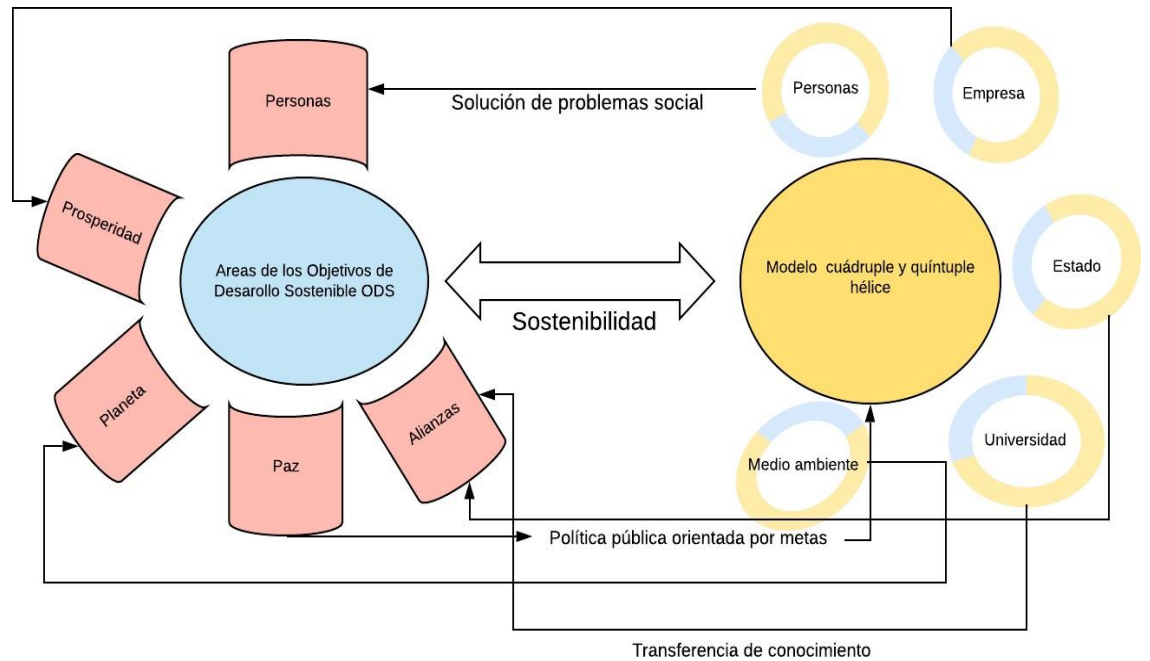 Personas
Solución de problemas social
Personas
Empresa
Prosperidad
Areas de los Objetivos de
Desarollo Sostenible ODS
Sostenibilidad
Modelo cuádruple y quíntuple
hélice
Estado
Planeta
Paz
Alianzas
Medio ambiente
Universidad
Política pública orientada por metas
Transferencia de conocimiento